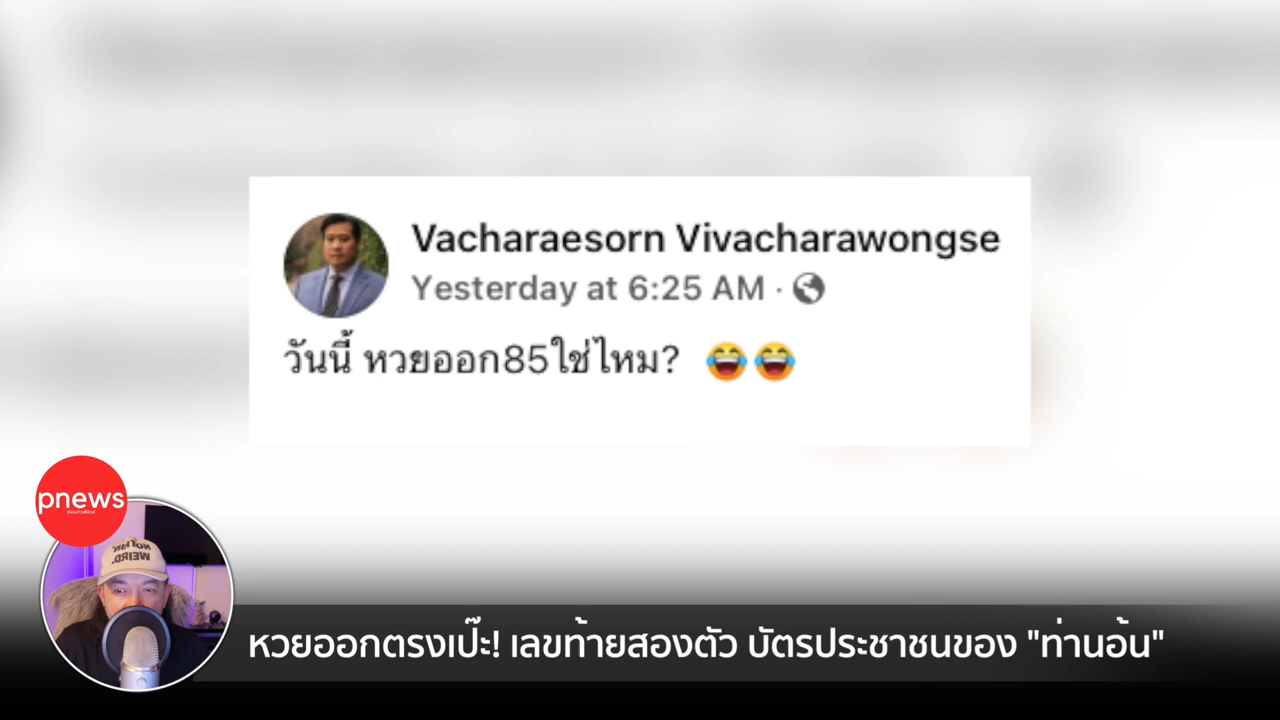 Vacharaesorn Vivacharawongse
Yesterday at 6:25 AM ·
วันนี้ หวยออก85ใช่ไหม? 😂😂
pnews
NOT ME.
WEIRD.
หวยออกตรงเป๊ะ! เลขท้ายสองตัว บัตรประชาชนของ "ท่านอ้น"